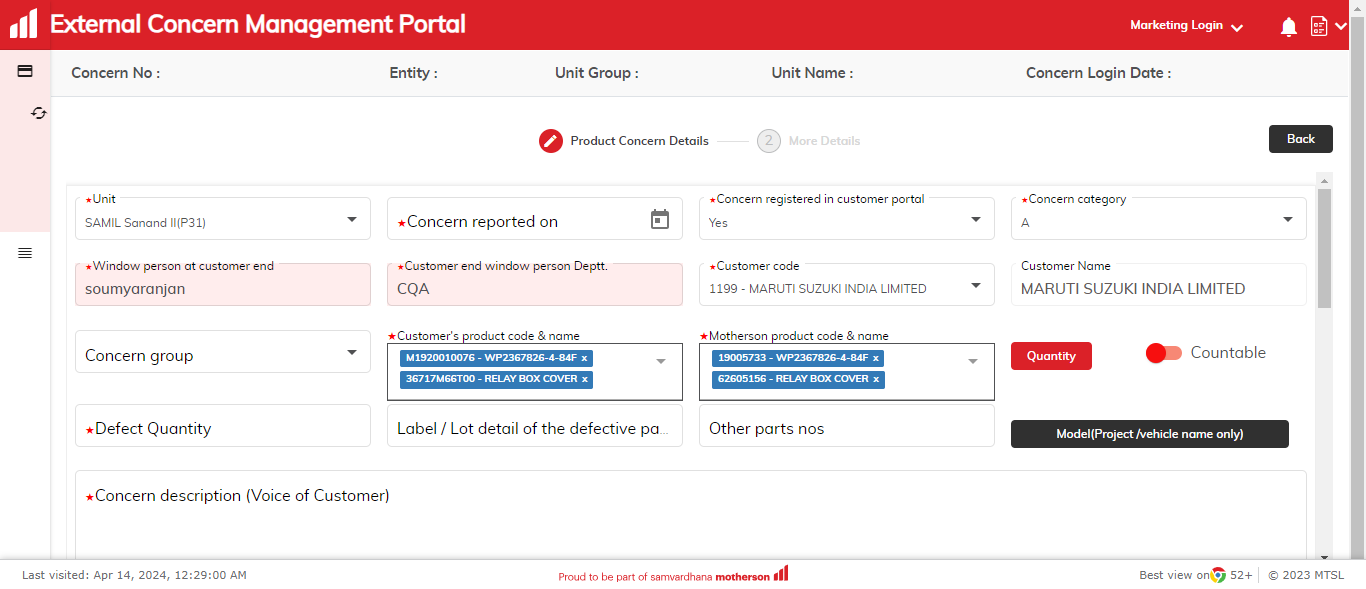 External Concern Management Portal
Marketing Login
Concern No :
Entity :
Unit Group :
Unit Name :
Concern Login Date :
Product Concern Details
2
More Details
Back
*Unit
SAMIL Sanand II(P31)
*Concern reported on
*Concern registered in customer portal
Yes
*Concern category
A
*Window person at customer end
soumyaranjan
*Customer end window person Deptt.
CQA
*Customer code
1199 - MARUTI SUZUKI INDIA LIMITED
Customer Name
MARUTI SUZUKI INDIA LIMITED
Concern group
*Customer's product code & name
M1920010076 - WP2367826-4-84F x
36717M66T00 - RELAY BOX COVER x
*Motherson product code & name
19005733 - WP2367826-4-84F x
62605156 - RELAY BOX COVER x
Quantity
Countable
*Defect Quantity
Label / Lot detail of the defective pa...
Other parts nos
Model(Project /vehicle name only)
*Concern description (Voice of Customer)
Last visited: Apr 14, 2024, 12:29:00 AM
Proud to be part of samvardhana motherson
Best view on 52+
© 2023 MTSL